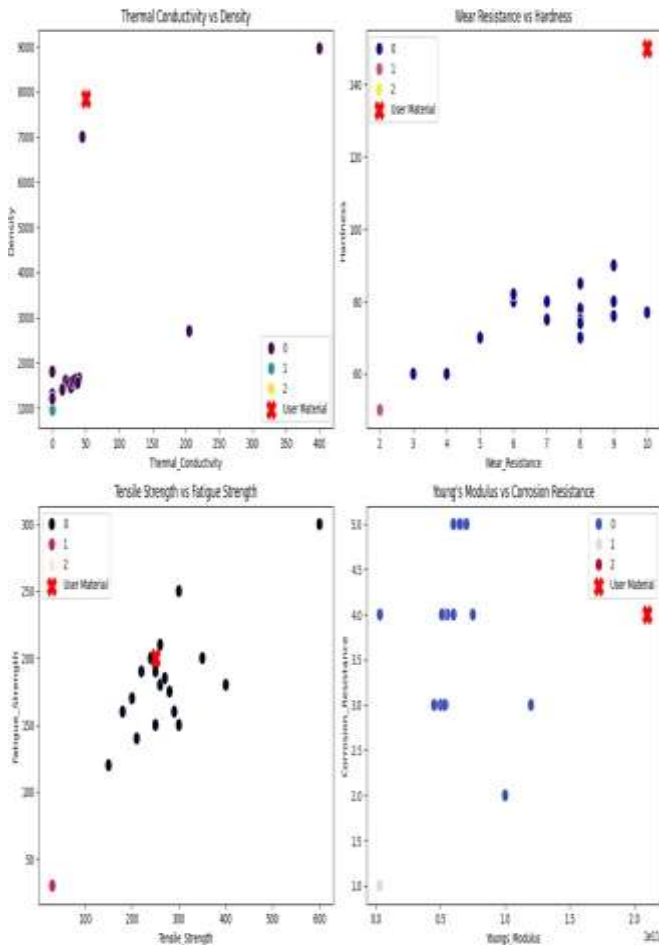 Thermal Conductivity vs Density
9000
8000
7000
6000
5000
4000
3000
2000
1000
Density
0
1
2
User Material
0 50 100 150 200 250 300 350 400
Thermal_Conductivity
Wear Resistance vs Hardness
0
1
2
User Material
140
120
100
80
60
Hardness
2 3 4 5 6 7 8 9 10
Wear_Resistance
Tensile Strength vs Fatigue Strength
0
1
2
User Material
300
250
200
150
100
50
Fatigue_Strength
100 200 300 400 500 600
Tensile_Strength
Young's Modulus vs Corrosion Resistance
0
1
2
User Material
5.0
4.5
4.0
3.5
3.0
2.5
2.0
1.5
1.0
Corrosion_Resistance
0.0 0.5 1.0 1.5 2.0
Youngs_Modulus